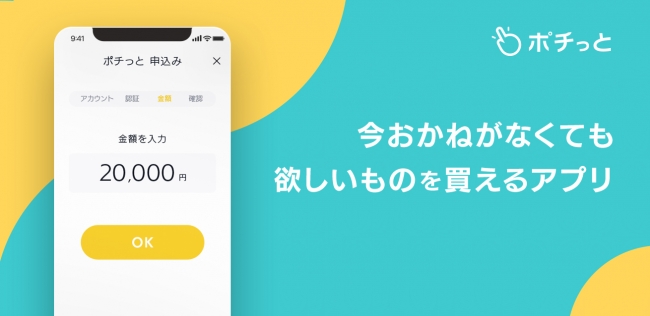 9:41
ポチっと 申込み
×
アカウント 認証 金額 確認
金額を入力
20,000 円
OK
ポチっと
今おかねがなくても
欲しいものを買えるアプリ